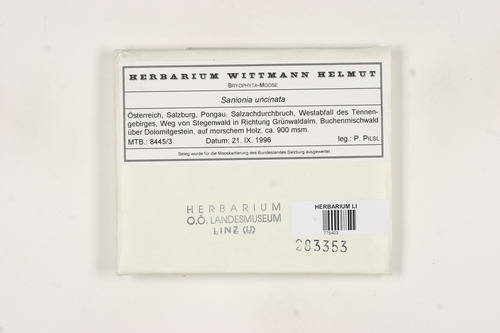 HERBARIUM WITTMANN HELMUT
BRYOPHYTA-MOOSE
Sanionia uncinata
Österreich, Salzburg, Pongau, Salzachdurchbruch, Westabfall des Tennen-
gebirges, Weg von Stegenwald in Richtung Grünwaldalm, Buchenmischwald
über Dolomitgestein, auf morschem Holz, ca. 900 msm.
MTB.: 8445/3 Datum: 21. IX. 1996 leg.: P. PILSL
Beleg wurde für die Mooskartierung des Bundeslandes Salzburg ausgewertet.
HERBARIUM
O.Ö. LANDESMUSEUM
LINZ (LI)
HERBARIUM LI
775403
283353